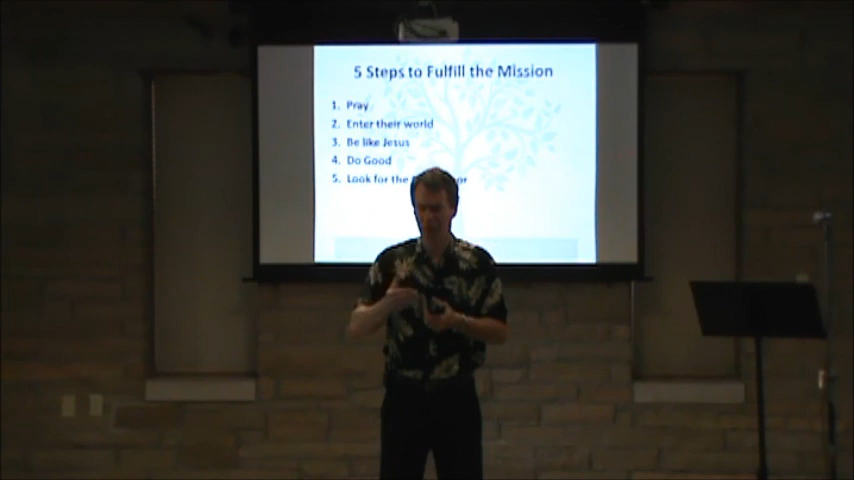 5 Steps to Fulfill the Mission
1. Pray
2. Enter their world
3. Be like Jesus
4. Do Good
5. Look for the